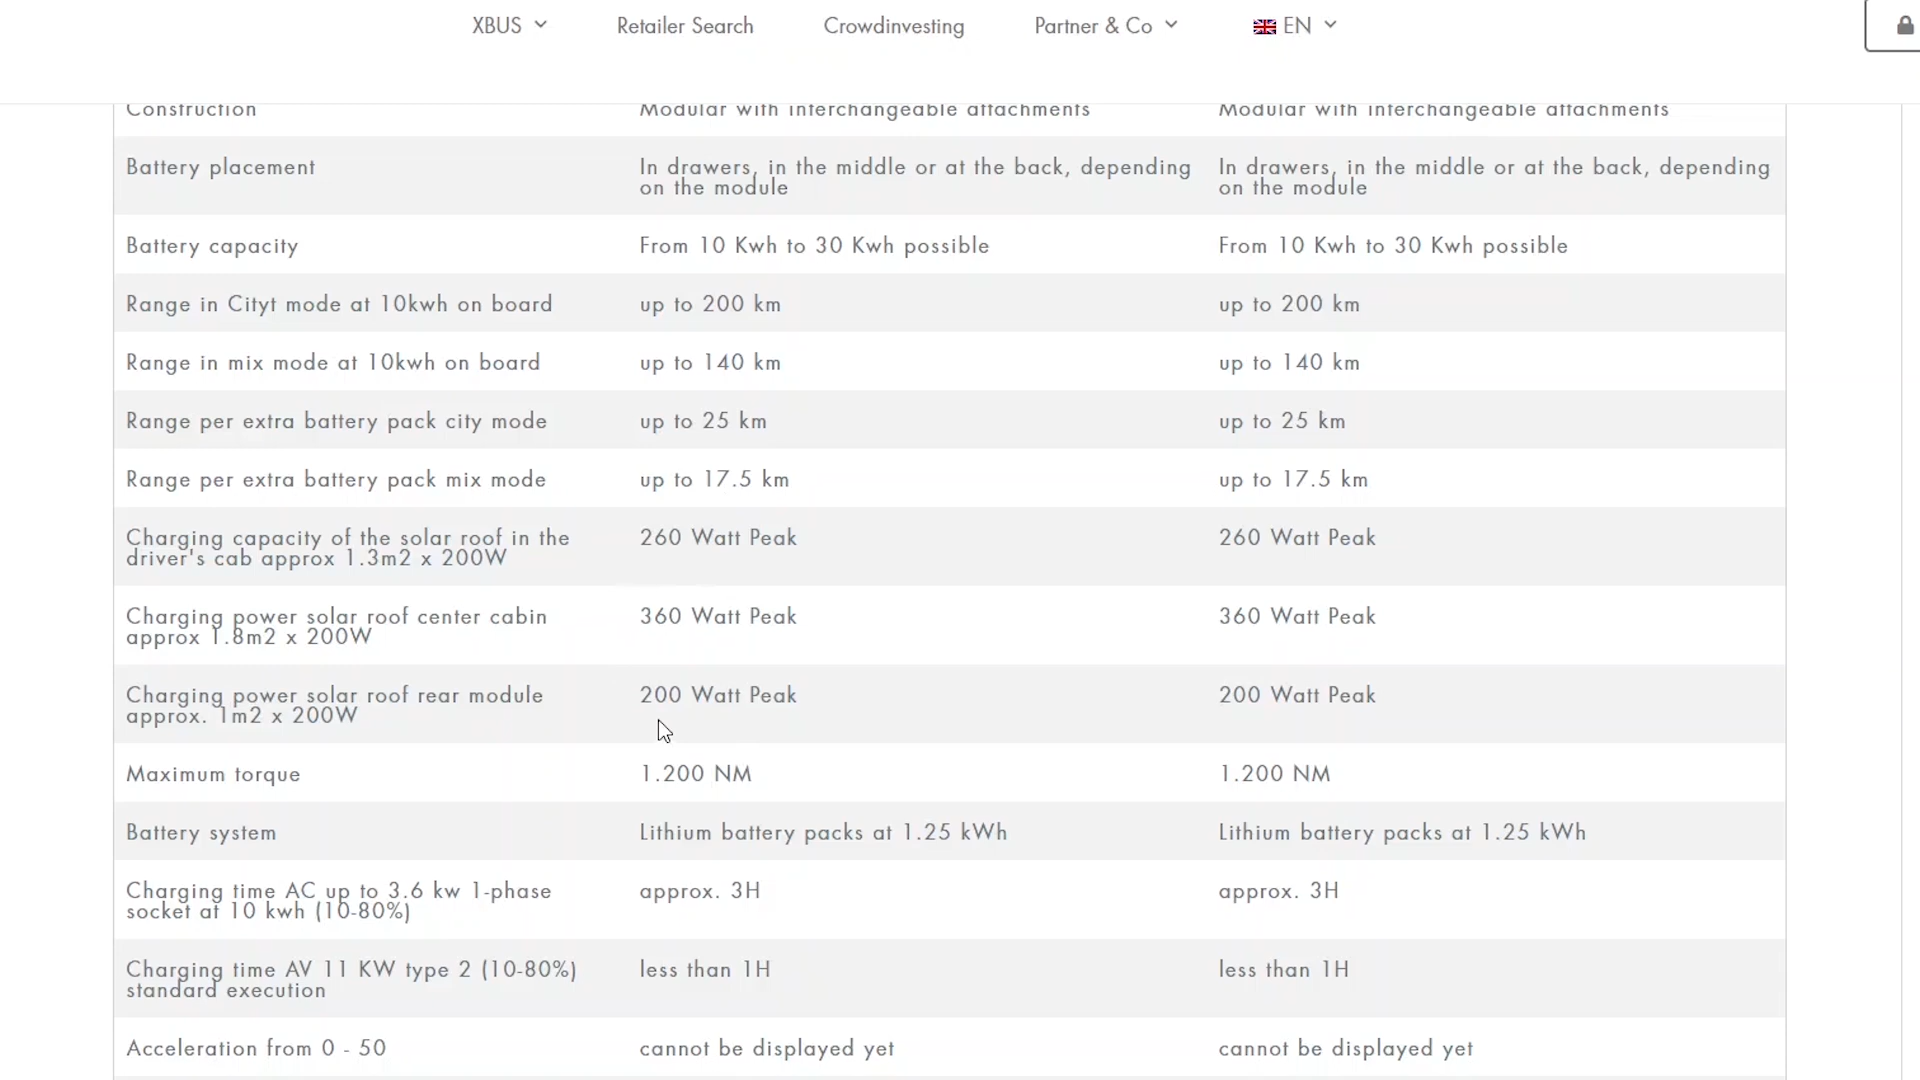 XBUS
Retailer Search
Crowdinvesting
Partner & Co
EN
Construction
Modular with interchangeable attachments
Modular with interchangeable attachments
Battery placement
In drawers, in the middle or at the back, depending
on the module
In drawers, in the middle or at the back, depending
on the module
Battery capacity
From 10 Kwh to 30 Kwh possible
From 10 Kwh to 30 Kwh possible
Range in Cityt mode at 10kwh on board
up to 200 km
up to 200 km
Range in mix mode at 10kwh on board
up to 140 km
up to 140 km
Range per extra battery pack city mode
up to 25 km
up to 25 km
Range per extra battery pack mix mode
up to 17.5 km
up to 17.5 km
Charging capacity of the solar roof in the
driver's cab approx 1.3m2 x 200W
260 Watt Peak
260 Watt Peak
Charging power solar roof center cabin
approx 1.8m2 x 200W
360 Watt Peak
360 Watt Peak
Charging power solar roof rear module
approx. 1m2 x 200W
200 Watt Peak
200 Watt Peak
Maximum torque
1.200 NM
1.200 NM
Battery system
Lithium battery packs at 1.25 kWh
Lithium battery packs at 1.25 kWh
Charging time AC up to 3.6 kw 1-phase
socket at 10 kwh (10-80%)
approx. 3H
approx. 3H
Charging time AV 11 KW type 2 (10-80%)
standard execution
less than 1H
less than 1H
Acceleration from 0 - 50
cannot be displayed yet
cannot be displayed yet